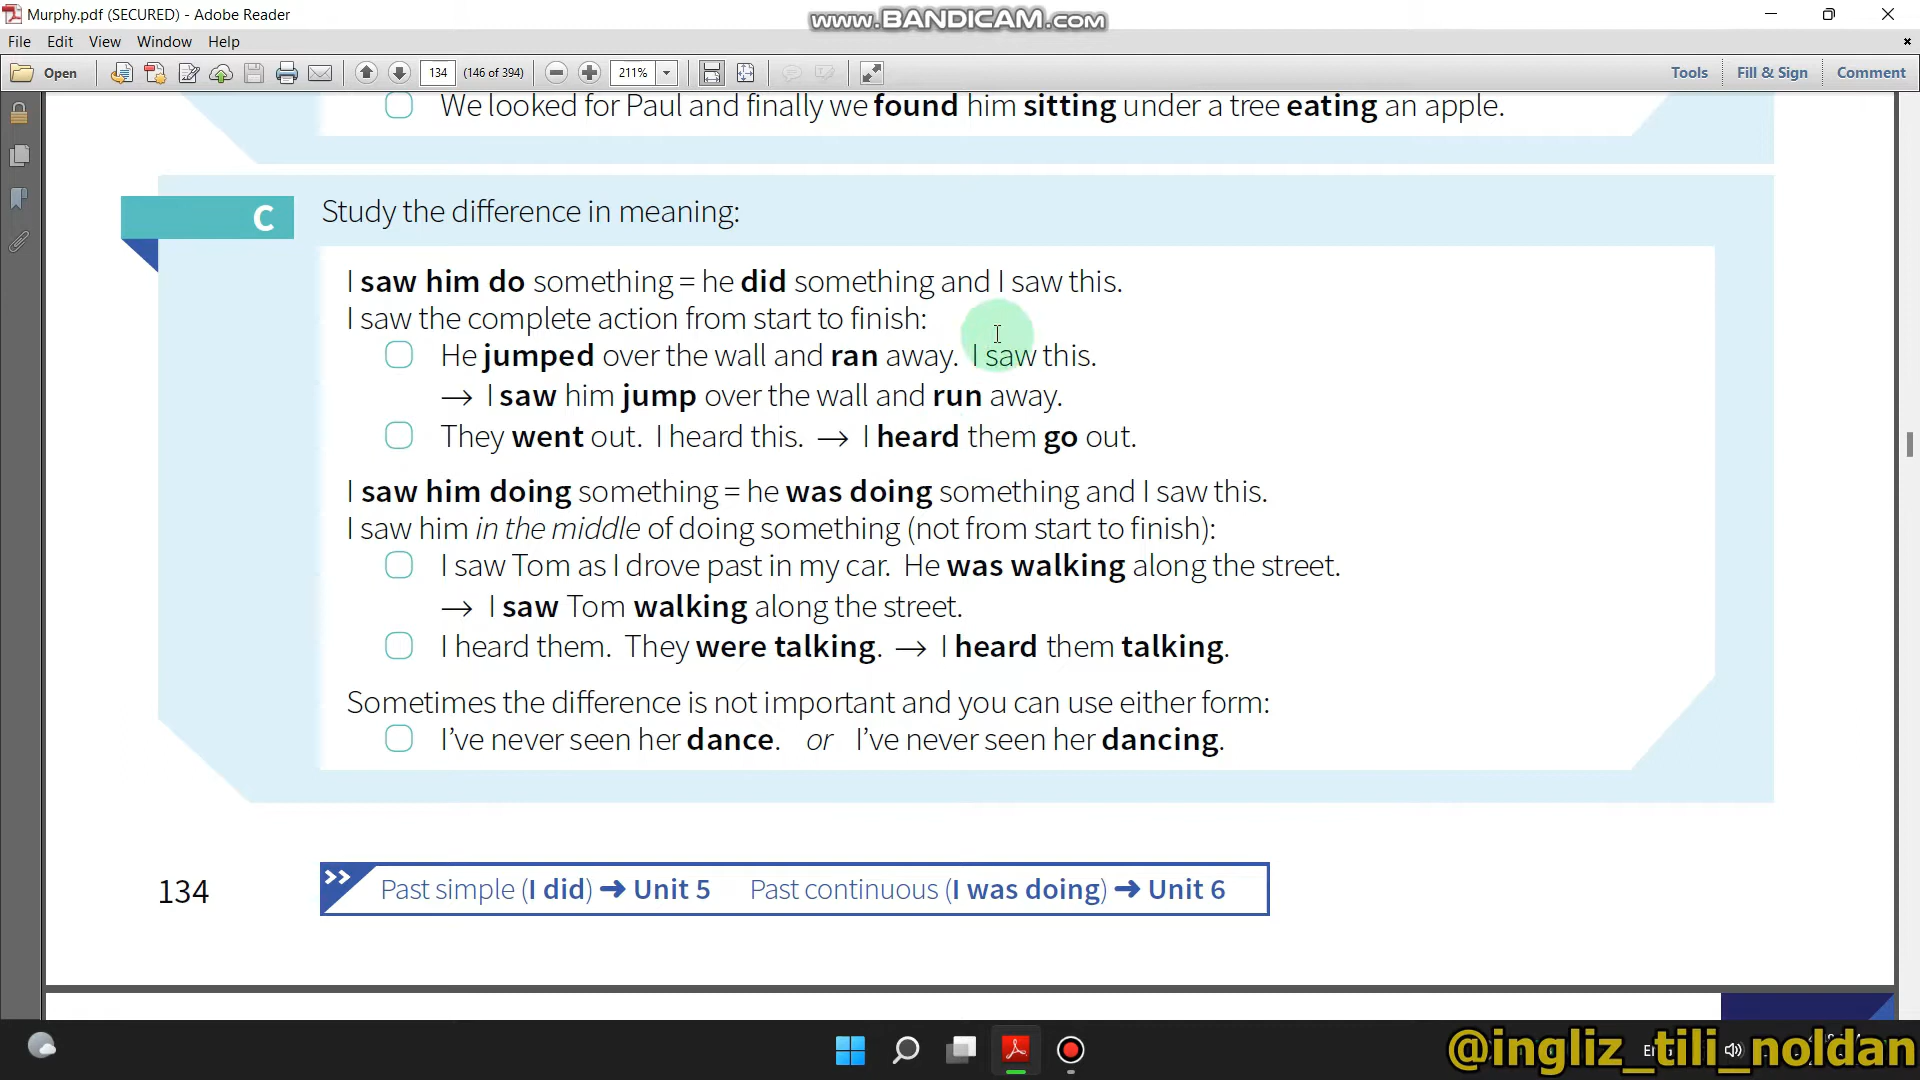 Murphy.pdf (SECURED) - Adobe Reader
www.BANDICAM.com
File Edit View Window Help
Open 134 (146 of 394) 211% Tools Fill & Sign Comment
We looked for Paul and finally we found him sitting under a tree eating an apple.
C Study the difference in meaning:
I saw him do something = he did something and I saw this.
I saw the complete action from start to finish:
He jumped over the wall and ran away. I saw this.
→ I saw him jump over the wall and run away.
They went out. I heard this. → I heard them go out.
I saw him doing something = he was doing something and I saw this.
I saw him in the middle of doing something (not from start to finish):
I saw Tom as I drove past in my car. He was walking along the street.
→ I saw Tom walking along the street.
I heard them. They were talking. → I heard them talking.
Sometimes the difference is not important and you can use either form:
I've never seen her dance. or I've never seen her dancing.
134 >> Past simple (I did) → Unit 5 Past continuous (I was doing) → Unit 6
@ingliz_tili_noldan